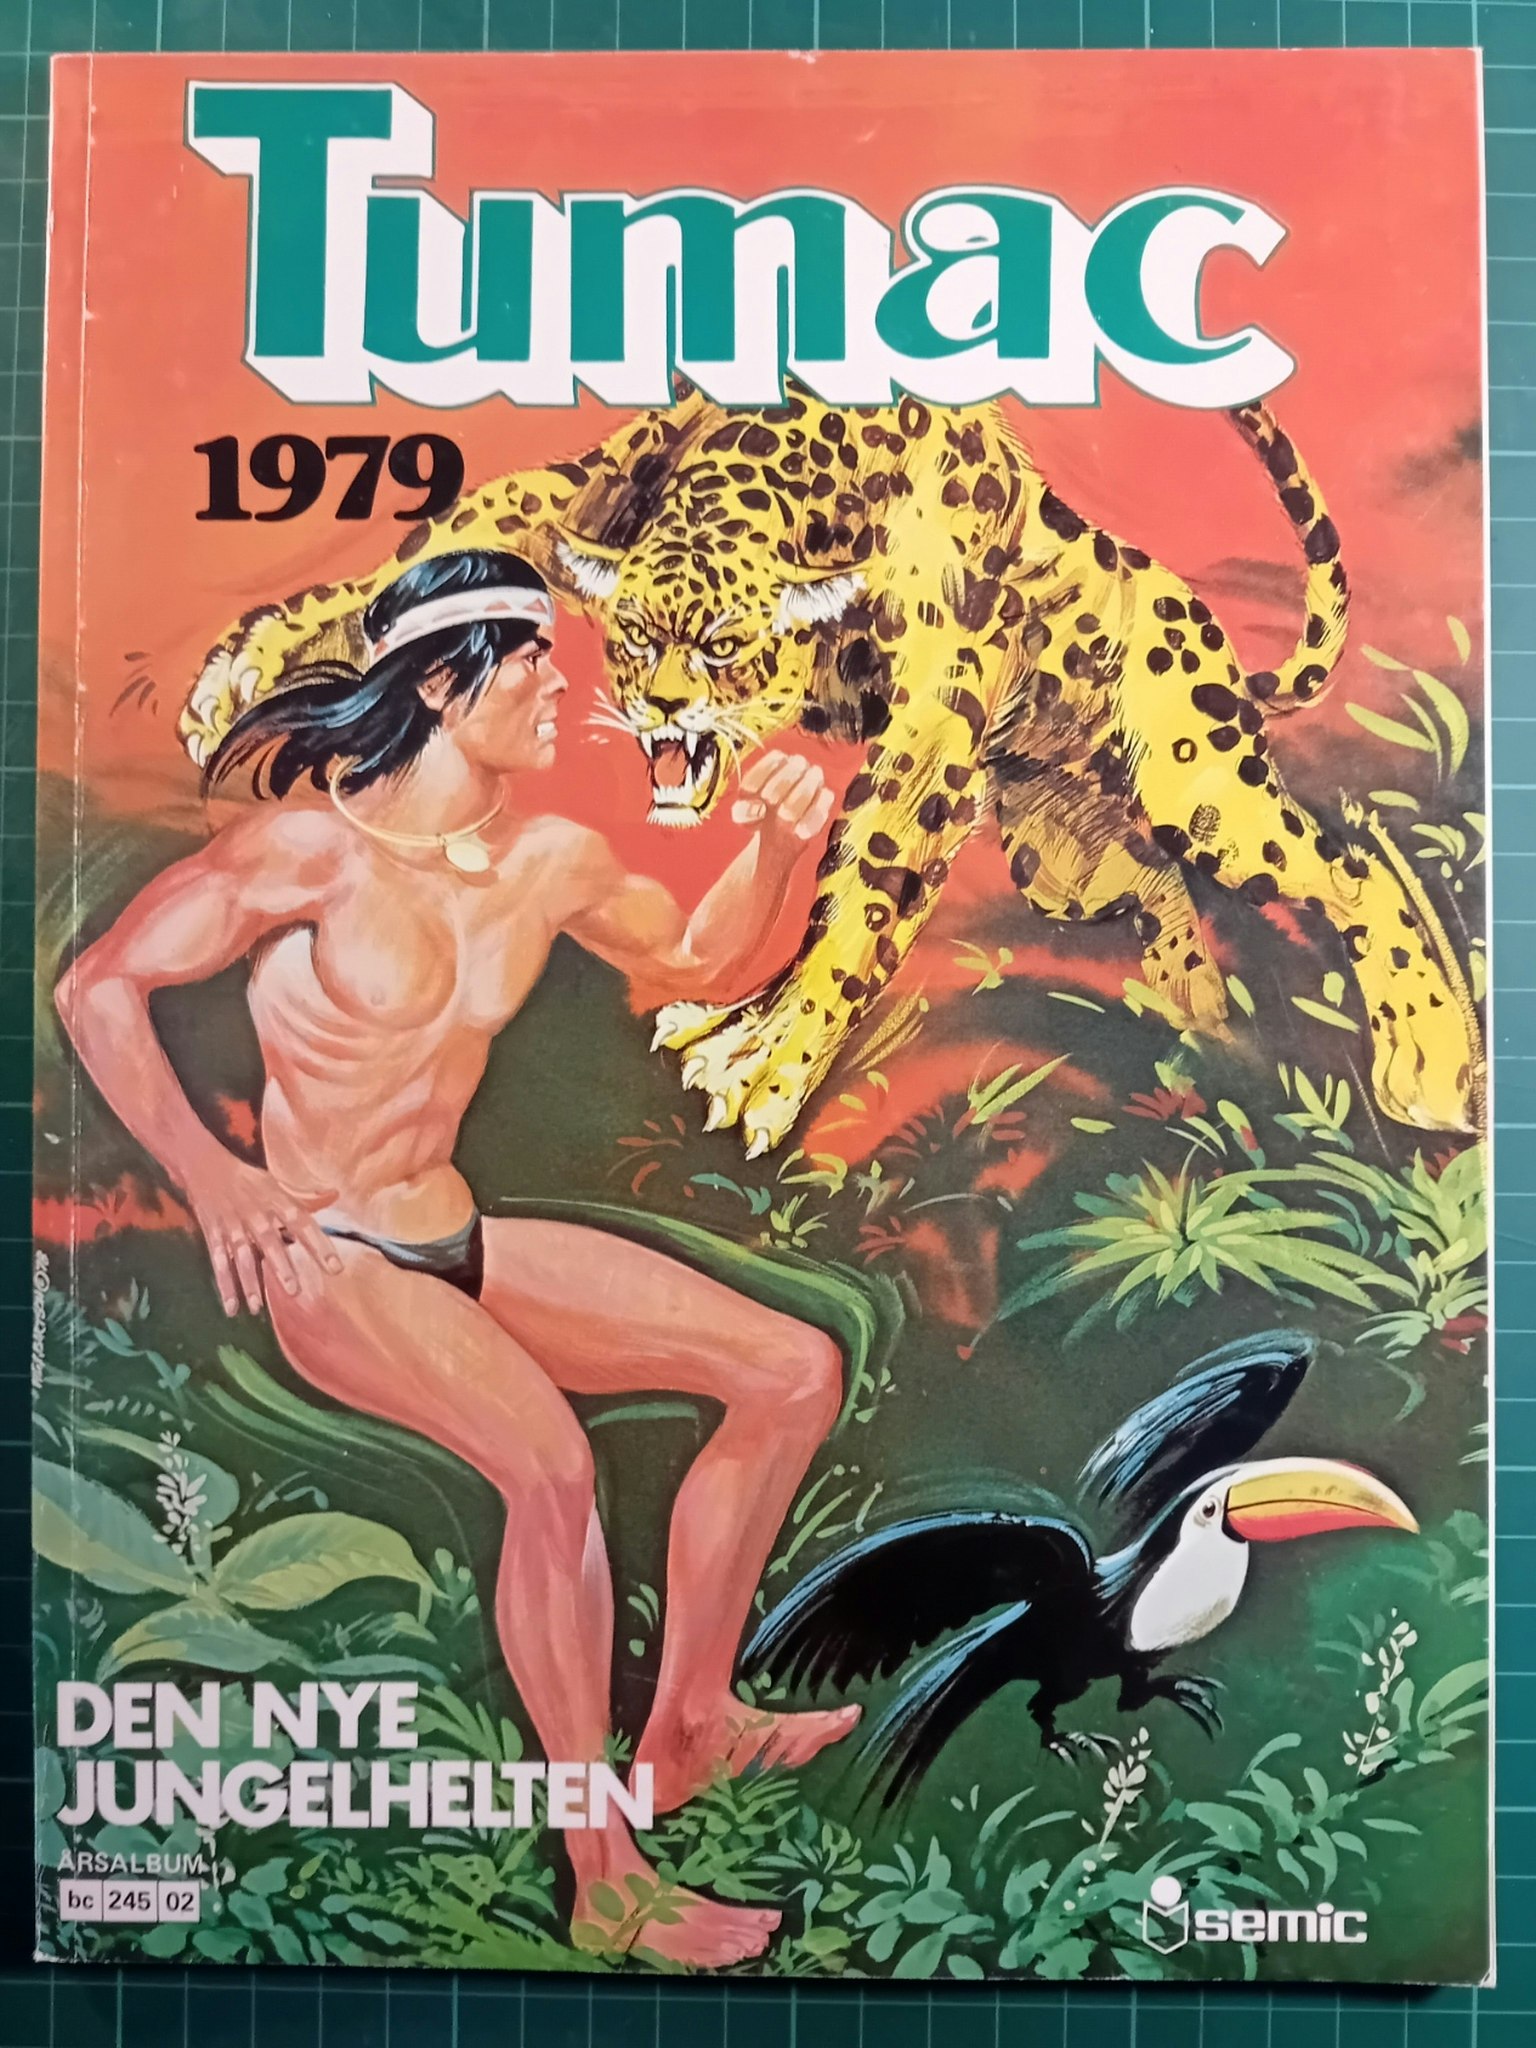 Tumac
1979
DEN NYE
JUNGELHELTEN
ÅRSALBUM
bc 245 02
semic